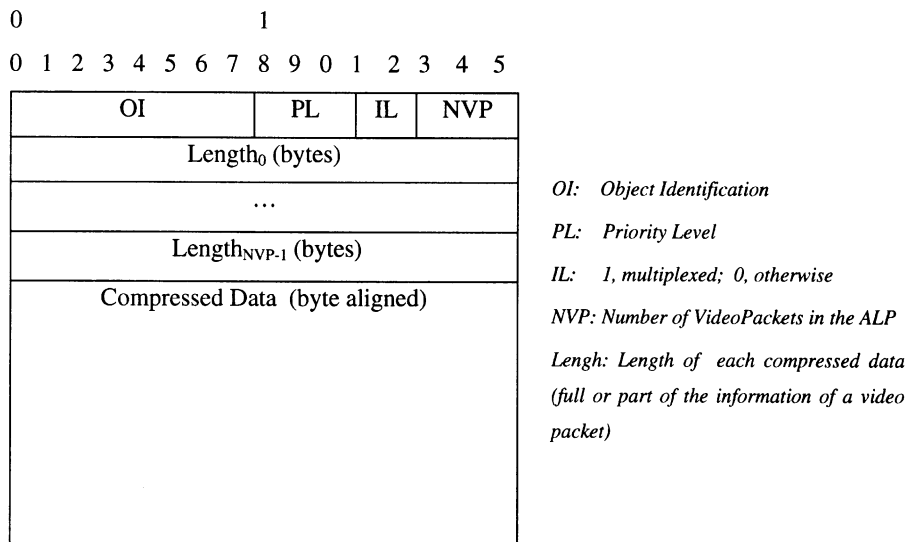 0 1
0 1 2 3 4 5 6 7 8 9 0 1 2 3 4 5
OI PL IL NVP
Length₀ (bytes)
...
Length_NVP-1 (bytes)
Compressed Data (byte aligned)
OI: Object Identification
PL: Priority Level
IL: 1, multiplexed; 0, otherwise
NVP: Number of VideoPackets in the ALP
Lengh: Length of each compressed data
(full or part of the information of a video
packet)